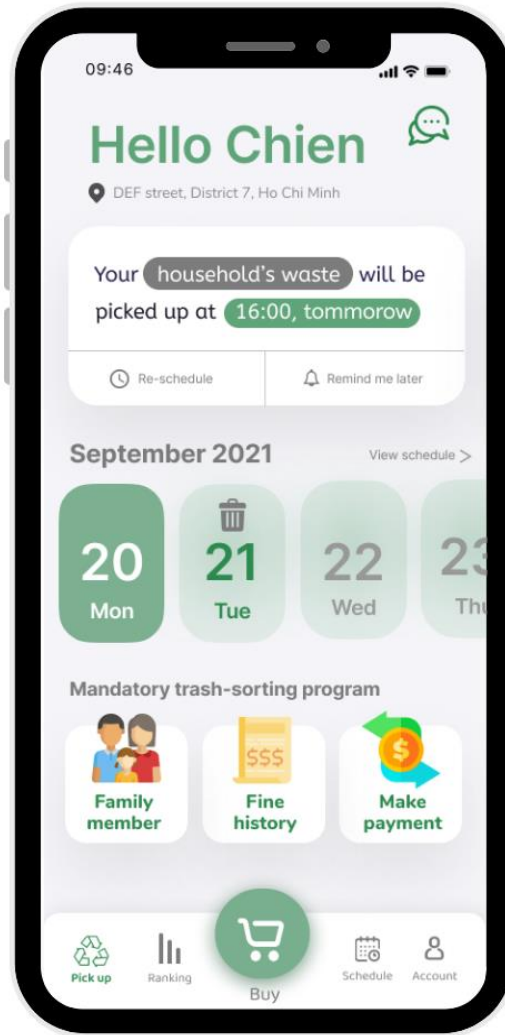 09:46
Hello Chien
DEF street, District 7, Ho Chi Minh
Your household's waste will be
picked up at 16:00, tommorow
Re-schedule
Remind me later
September 2021
View schedule >
20
Mon
21
Tue
22
Wed
23
Thu
Mandatory trash-sorting program
$$$
$
Family
member
Fine
history
Make
payment
Pick up
Ranking
Buy
Schedule
Account